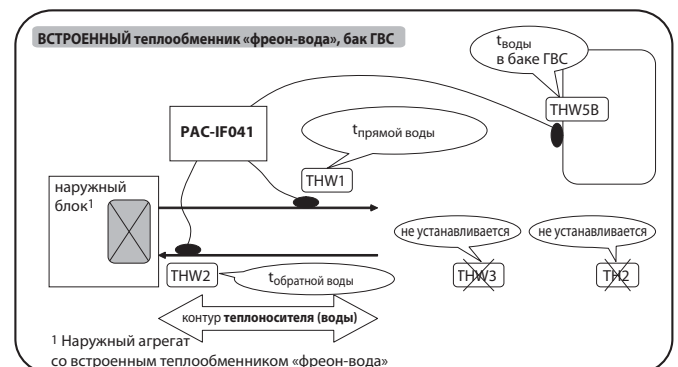 ВСТРОЕННЫЙ теплообменник «фреон-вода», бак ГВС
tводы
в баке ГВС
THW5B
PAC-IF041
tпрямой воды
THW1
наружный
блок1
не устанавливается
не устанавливается
THW3
TH2
THW2
tобратной воды
контур теплоносителя (воды)
1 Наружный агрегат
со встроенным теплообменником «фреон-вода»